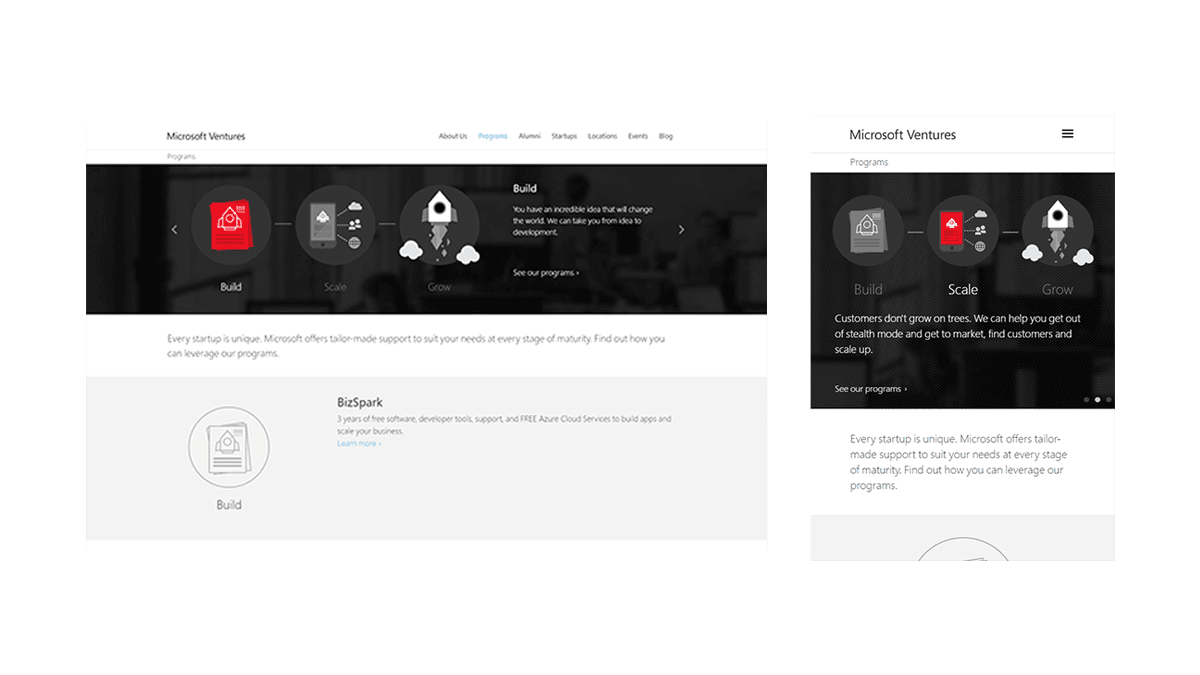 Microsoft Ventures
About Us Programs Alumni Startups Locations Events Blog
Programs
Build
You have an incredible idea that will change
the world. We can take you from idea to
development.
See our programs ›
Build Scale Grow
Every startup is unique. Microsoft offers tailor-made support to suit your needs at every stage of maturity. Find out how you
can leverage our programs.
BizSpark
3 years of free software, developer tools, support, and FREE Azure Cloud Services to build apps and
scale your business.
Learn more ›
Build
Microsoft Ventures
Programs
Build Scale Grow
Customers don't grow on trees. We can help you get out
of stealth mode and get to market, find customers and
scale up.
See our programs ›
Every startup is unique. Microsoft offers tailor-
made support to suit your needs at every stage
of maturity. Find out how you can leverage our
programs.